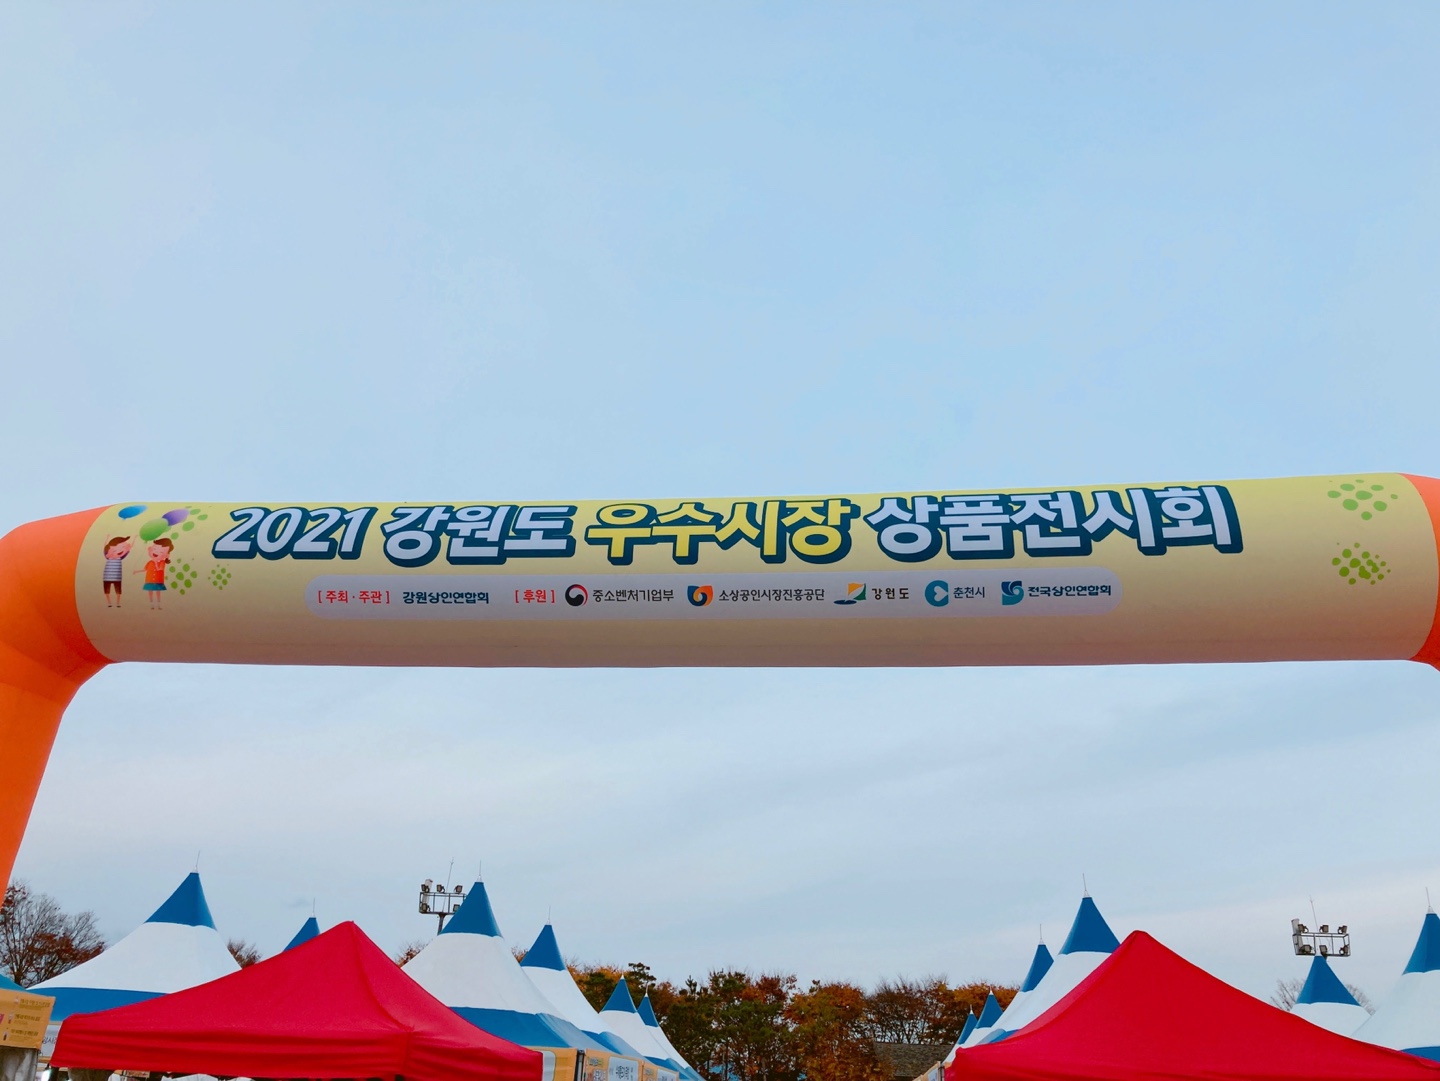 2021 강원도 우수시장 상품전시회
[ 주최 · 주관 ] 강원상인연합회 [ 후원 ] 중소벤처기업부 소상공인시장진흥공단 강원도 춘천시 전국상인연합회